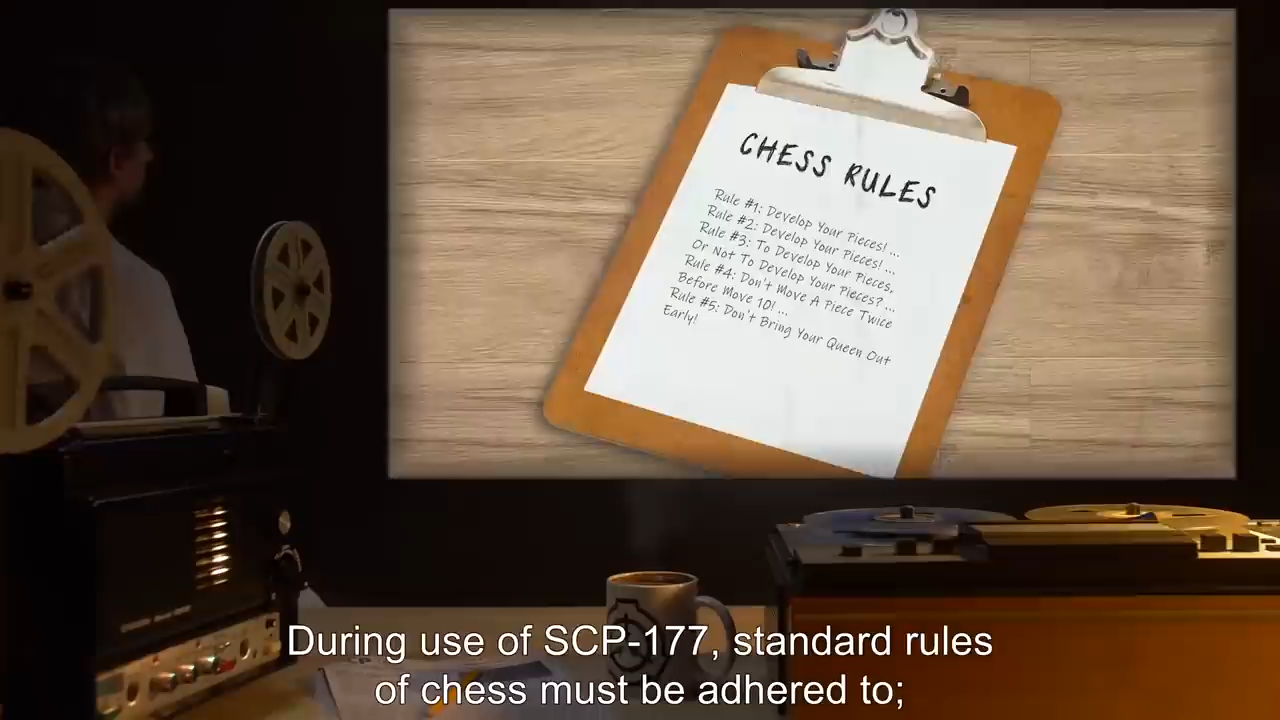 CHESS RULES
Rule #1: Develop Your Pieces! ...
Rule #2: Develop Your Pieces! ...
Rule #3: To Develop Your Pieces,
Or Not To Develop Your Pieces? ...
Rule #4: Don't Move A Piece Twice
Before Move 10! ...
Rule #5: Don't Bring Your Queen Out
Early!
During use of SCP-177, standard rules
of chess must be adhered to;